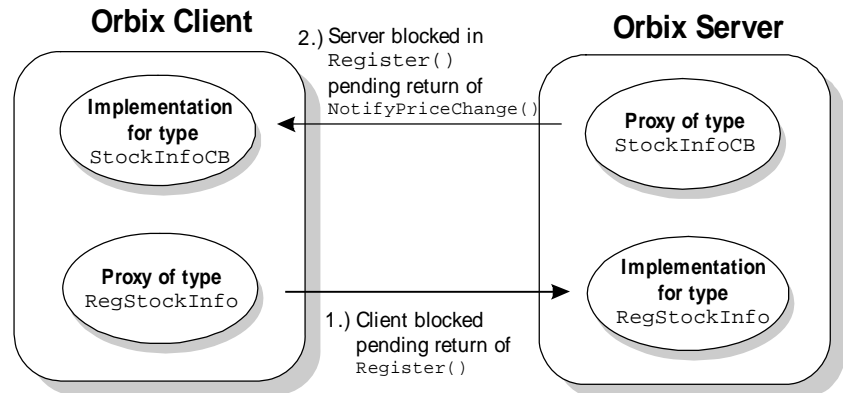 Orbix Client
Orbix Server
2.) Server blocked in
Register()
pending return of
NotifyPriceChange()
Implementation
for type
StockInfoCB
Proxy of type
StockInfoCB
Proxy of type
RegStockInfo
Implementation
for type
RegStockInfo
1.) Client blocked
pending return of
Register()